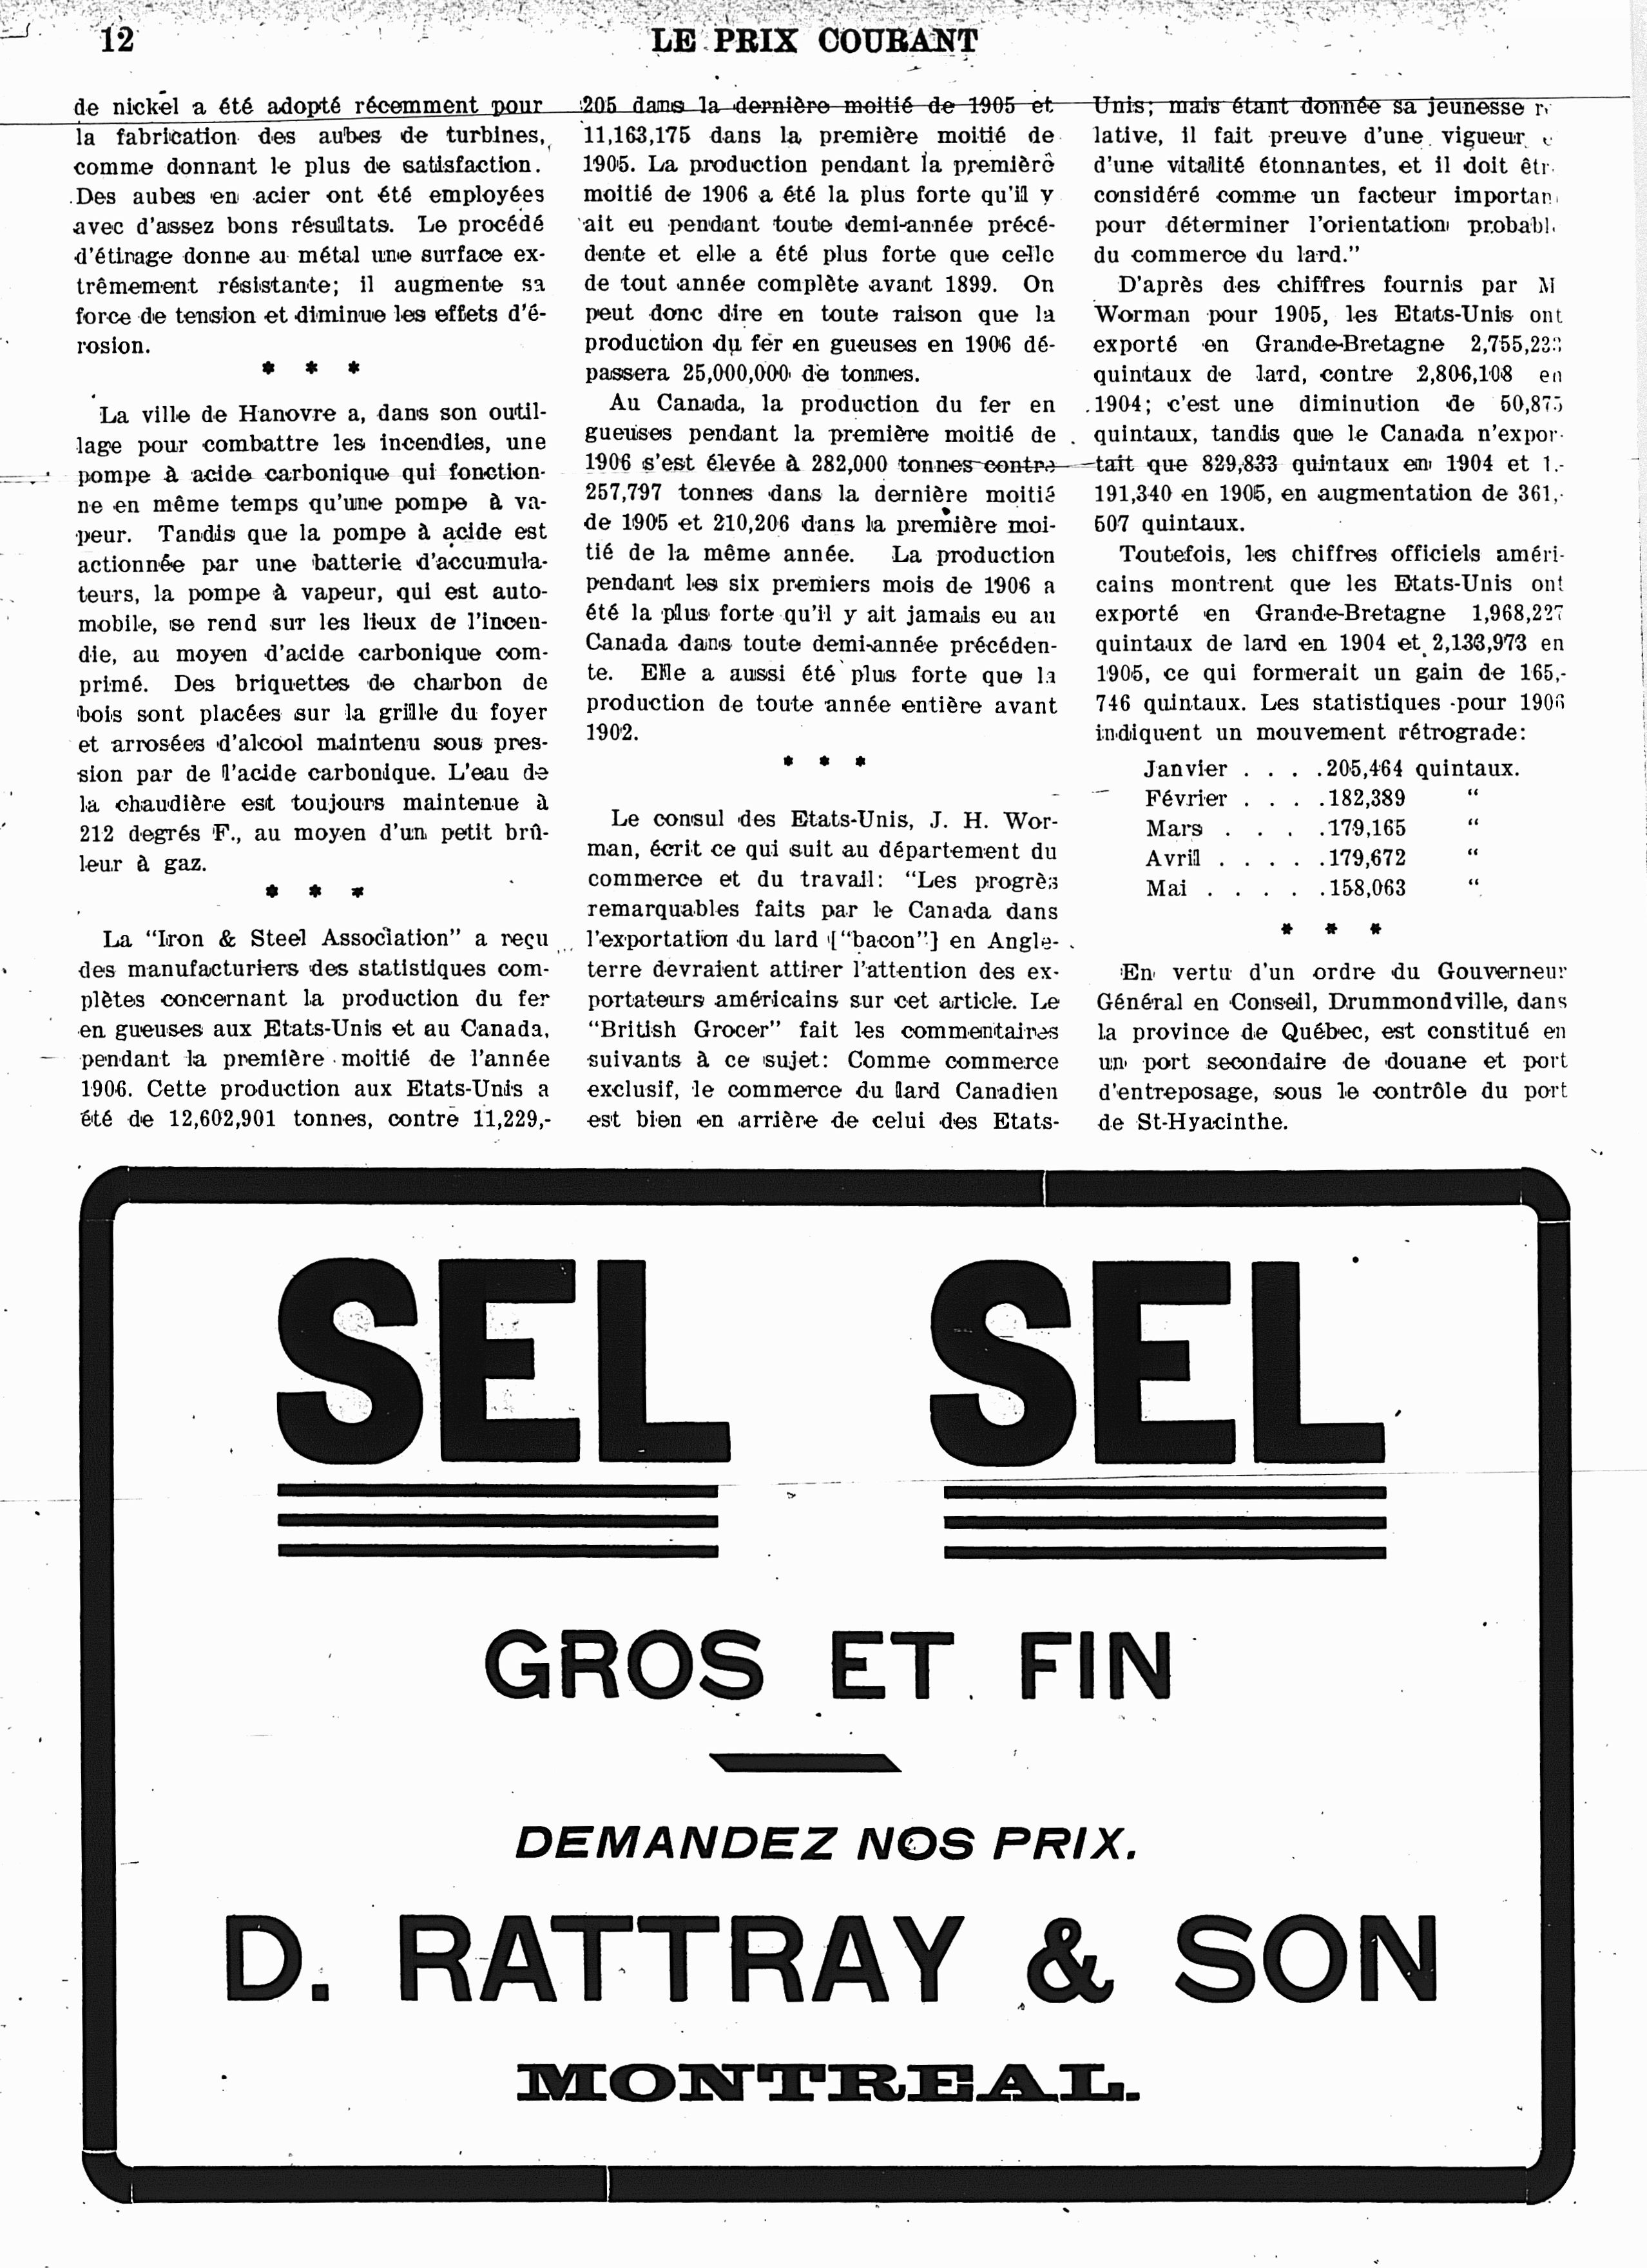 12
LE PRIX COURANT
de nickel a été adopté récemment pour
la fabrication des aubes de turbines,
comme donnant le plus de satisfaction.
Des aubes en acier ont été employées
avec d'assez bons résultats. Le procédé
d'étirage donne au métal une surface ex-
trêmement résistante; il augmente sa
force de tension et diminue les effets d'é-
rosion.
* * *
La ville de Hanovre a, dans son outil-
lage pour combattre les incendies, une
pompe à acide carbonique qui fonction-
ne en même temps qu'une pompe à va-
peur. Tandis que la pompe à acide est
actionnée par une batterie d'accumula-
teurs, la pompe à vapeur, qui est auto-
mobile, se rend sur les lieux de l'incen-
die, au moyen d'acide carbonique com-
primé. Des briquettes de charbon de
bois sont placées sur la grille du foyer
et arrosées d'alcool maintenu sous pres-
sion par de l'acide carbonique. L'eau de
la chaudière est toujours maintenue à
212 degrés F., au moyen d'un petit brû-
leur à gaz.
* * *
La "Iron & Steel Association" a reçu
des manufacturiers des statistiques com-
plètes concernant la production du fer
en gueuses aux Etats-Unis et au Canada,
pendant la première moitié de l'année
1906. Cette production aux Etats-Unis a
été de 12,602,901 tonnes, contre 11,229,-
205 dans la dernière moitié de 1905 et
11,163,175 dans la première moitié de
1905. La production pendant la première
moitié de 1906 a été la plus forte qu'il y
ait eu pendant toute demi-année précé-
dente et elle a été plus forte que celle
de tout année complète avant 1899. On
peut donc dire en toute raison que la
production du fer en gueuses en 1906 dé-
passera 25,000,000 de tonnes.
Au Canada, la production du fer en
gueuses pendant la première moitié de
1906 s'est élevée à 282,000 tonnes contre
257,797 tonnes dans la dernière moitié
de 1905 et 210,206 dans la première moi-
tié de la même année. La production
pendant les six premiers mois de 1906 a
été la plus forte qu'il y ait jamais eu au
Canada dans toute demi-année précéden-
te. Elle a aussi été plus forte que la
production de toute année entière avant
1902.
* * *
Le consul des Etats-Unis, J. H. Wor-
man, écrit ce qui suit au département du
commerce et du travail: "Les progrès
remarquables faits par le Canada dans
l'exportation du lard ["bacon"] en Angle-
terre devraient attirer l'attention des ex-
portateurs américains sur cet article. Le
"British Grocer" fait les commentaires
suivants à ce sujet: Comme commerce
exclusif, le commerce du lard Canadien
est bien en arrière de celui des Etats-
Unis; mais étant donnée sa jeunesse
lative, il fait preuve d'une vigueur
d'une vitalité étonnantes, et il doit êtr
considéré comme un facteur importan
pour déterminer l'orientation probabl
du commerce du lard."
D'après des chiffres fournis par M
Worman pour 1905, les Etats-Unis ont
exporté en Grande-Bretagne 2,755,233
quintaux de lard, contre 2,806,108 en
1904; c'est une diminution de 50,875
quintaux, tandis que le Canada n'expor-
tait que 829,833 quintaux en 1904 et 1,-
191,340 en 1905, en augmentation de 361,-
507 quintaux.
Toutefois, les chiffres officiels améri-
cains montrent que les Etats-Unis ont
exporté en Grande-Bretagne 1,968,227
quintaux de lard en 1904 et 2,133,973 en
1905, ce qui formerait un gain de 165,-
746 quintaux. Les statistiques pour 1906
indiquent un mouvement rétrograde:
Janvier . . . .205,464 quintaux.
Février . . . .182,389 "
Mars . . . .179,165 "
Avril . . . . .179,672 "
Mai . . . . .158,063 "
* * *
En vertu d'un ordre du Gouverneur
Général en Conseil, Drummondville, dans
la province de Québec, est constitué en
un port secondaire de douane et port
d'entreposage, sous le contrôle du port
de St-Hyacinthe.
SEL SEL
GROS ET FIN
DEMANDEZ NOS PRIX.
D. RATTRAY & SON
MONTREAL.